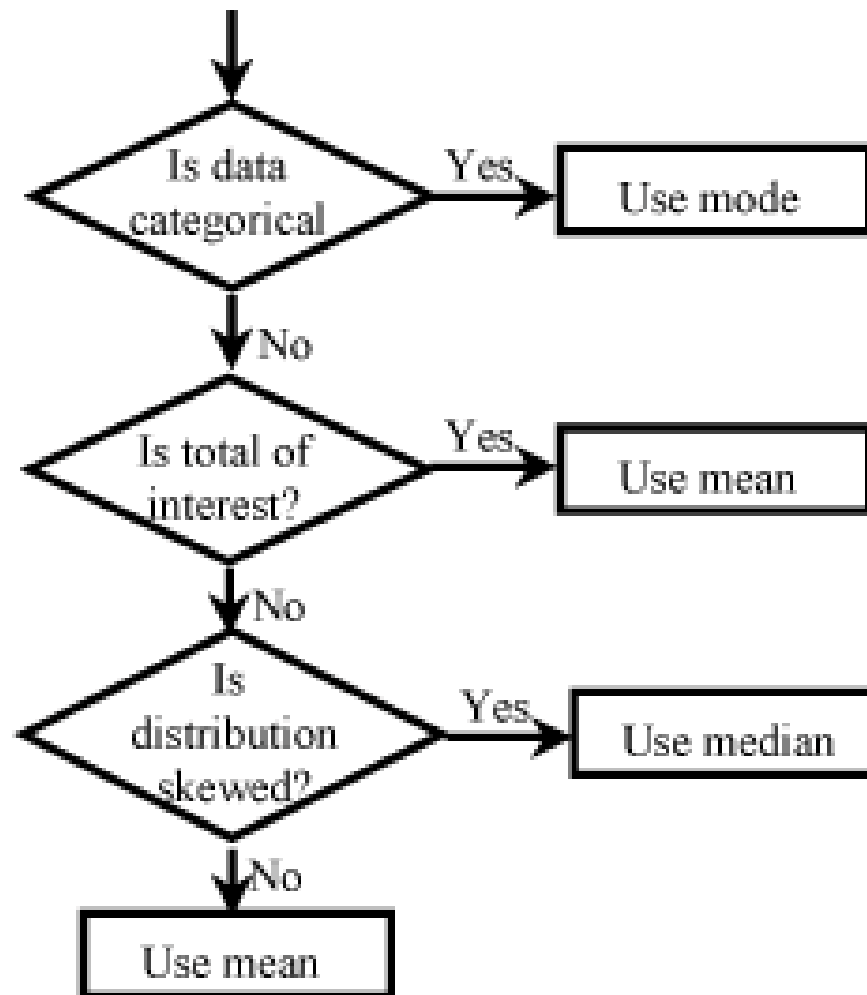 Is data
categorical
Yes
Use mode
No
Is total of
interest?
Yes
Use mean
No
Is
distribution
skewed?
Yes
Use median
No
Use mean